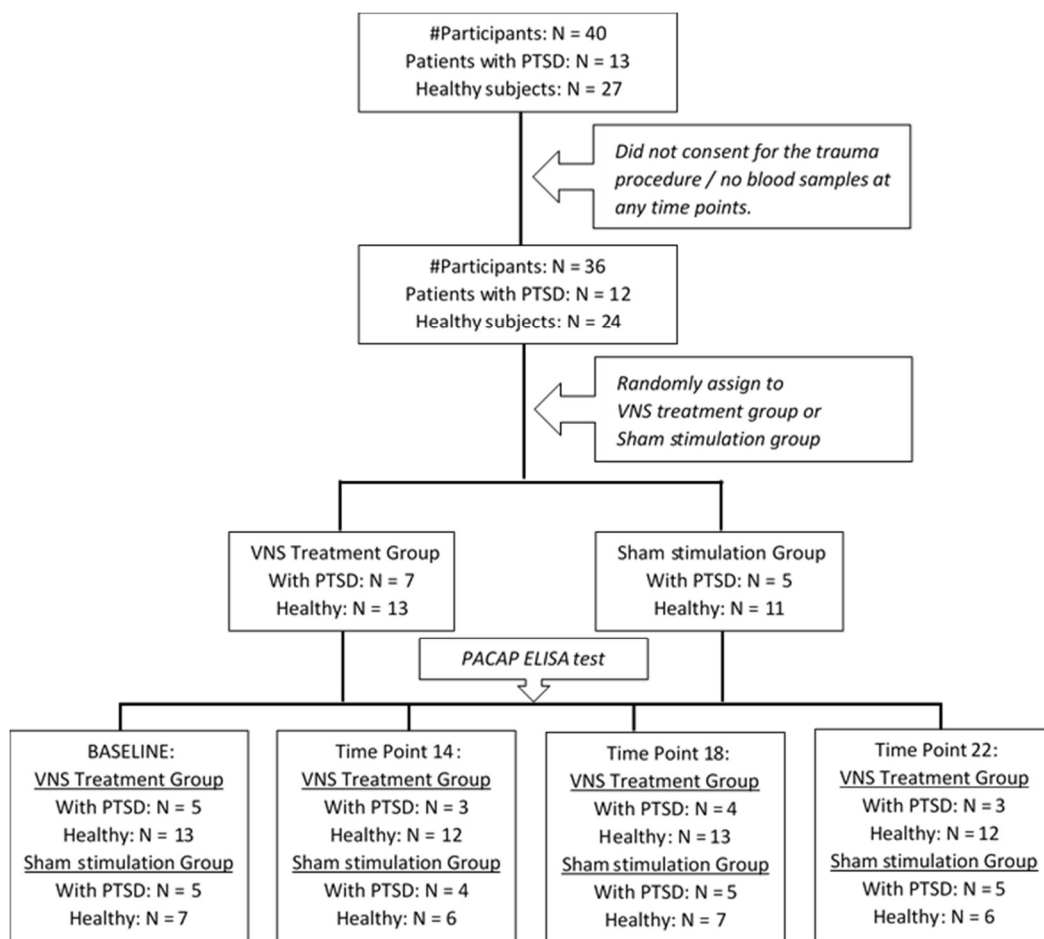 #Participants: N = 40
Patients with PTSD: N = 13
Healthy subjects: N = 27
Did not consent for the trauma
procedure / no blood samples at
any time points.
#Participants: N = 36
Patients with PTSD: N = 12
Healthy subjects: N = 24
Randomly assign to
VNS treatment group or
Sham stimulation group
VNS Treatment Group
With PTSD: N = 7
Healthy: N = 13
Sham stimulation Group
With PTSD: N = 5
Healthy: N = 11
PACAP ELISA test
BASELINE:
VNS Treatment Group
With PTSD: N = 5
Healthy: N = 13
Sham stimulation Group
With PTSD: N = 5
Healthy: N = 7
Time Point 14:
VNS Treatment Group
With PTSD: N = 3
Healthy: N = 12
Sham stimulation Group
With PTSD: N = 4
Healthy: N = 6
Time Point 18:
VNS Treatment Group
With PTSD: N = 4
Healthy: N = 13
Sham stimulation Group
With PTSD: N = 5
Healthy: N = 7
Time Point 22:
VNS Treatment Group
With PTSD: N = 3
Healthy: N = 12
Sham stimulation Group
With PTSD: N = 5
Healthy: N = 6